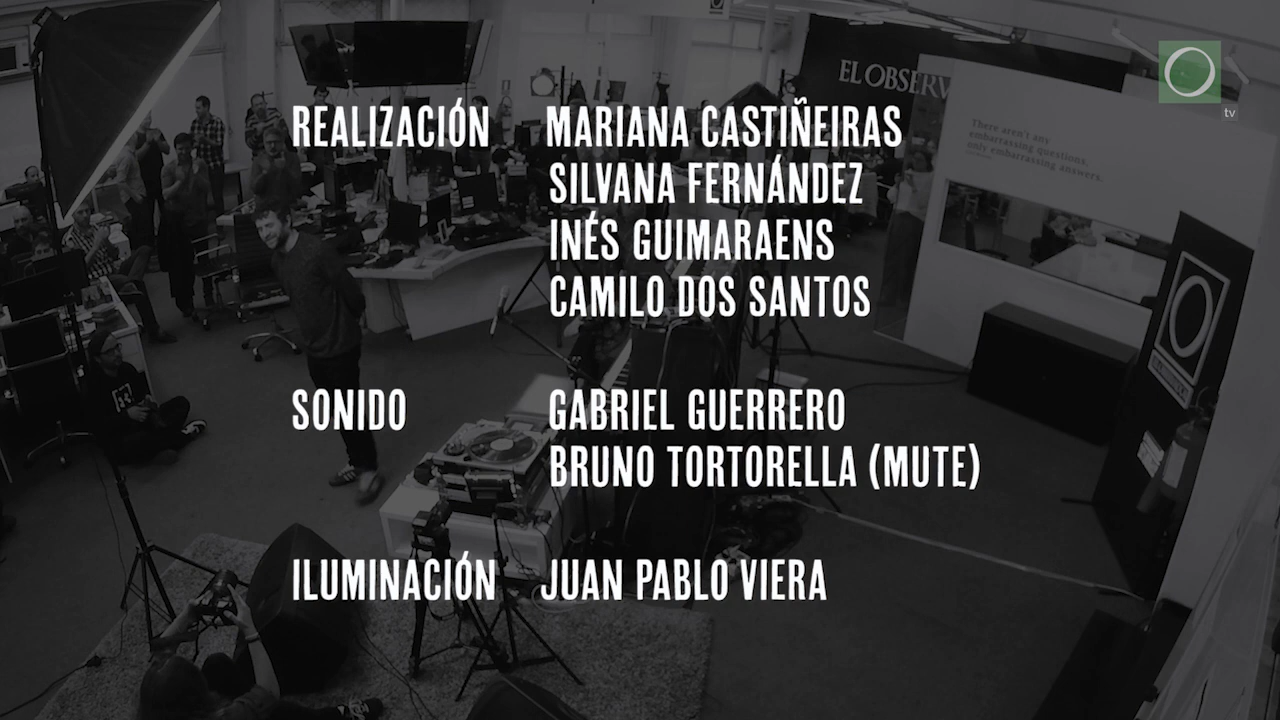 EL OBSERV
tv
REALIZACIÓN MARIANA CASTIÑEIRAS
SILVANA FERNÁNDEZ
INÉS GUIMARAENS
CAMILO DOS SANTOS
SONIDO GABRIEL GUERRERO
BRUNO TORTORELLA (MUTE)
ILUMINACIÓN JUAN PABLO VIERA
There aren't any
embarrassing questions,
only embarrassing answers.